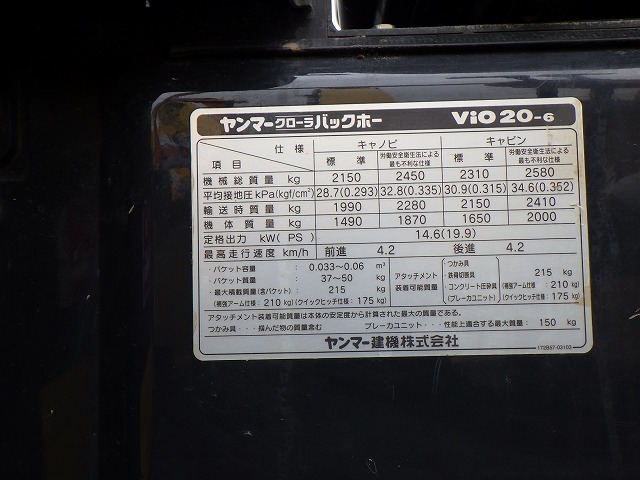 ヤンマークローラバックホー ViO20-6
仕様 キャノピ キャビン
項目 標準 労働安全衛生法による最も不利な仕様 標準 労働安全衛生法による最も不利な仕様
機械総質量 kg 2150 2450 2310 2580
平均接地圧 kPa(kgf/cm²) 28.7(0.293) 32.8(0.335) 30.9(0.315) 34.6(0.352)
輸送時質量 kg 1990 2280 2150 2410
機体質量 kg 1490 1870 1650 2000
定格出力 kW(PS) 14.6(19.9)
最高走行速度 km/h 前進 4.2 後進 4.2
・バケット容量 0.033～0.06 m³
・バケット質量 37～50 kg
・最大積載質量(含バケット) 215 kg
(補強アーム仕様:210 kg)(クイックヒッチ仕様:175 kg)
アタッチメント装着可能質量
・つかみ具
・鉄骨切断具
・コンクリート圧砕具
(ブレーカユニット)
215 kg
(補強アーム仕様:210 kg)
(クイックヒッチ仕様:175 kg)
アタッチメント装着可能質量は本体の安定度から計算された最大の質量である。
つかみ具・・・掴んだ物の質量含む ブレーカユニット・・・性能上適合する最大質量:150 kg
ヤンマー建機株式会社
172B57-03103